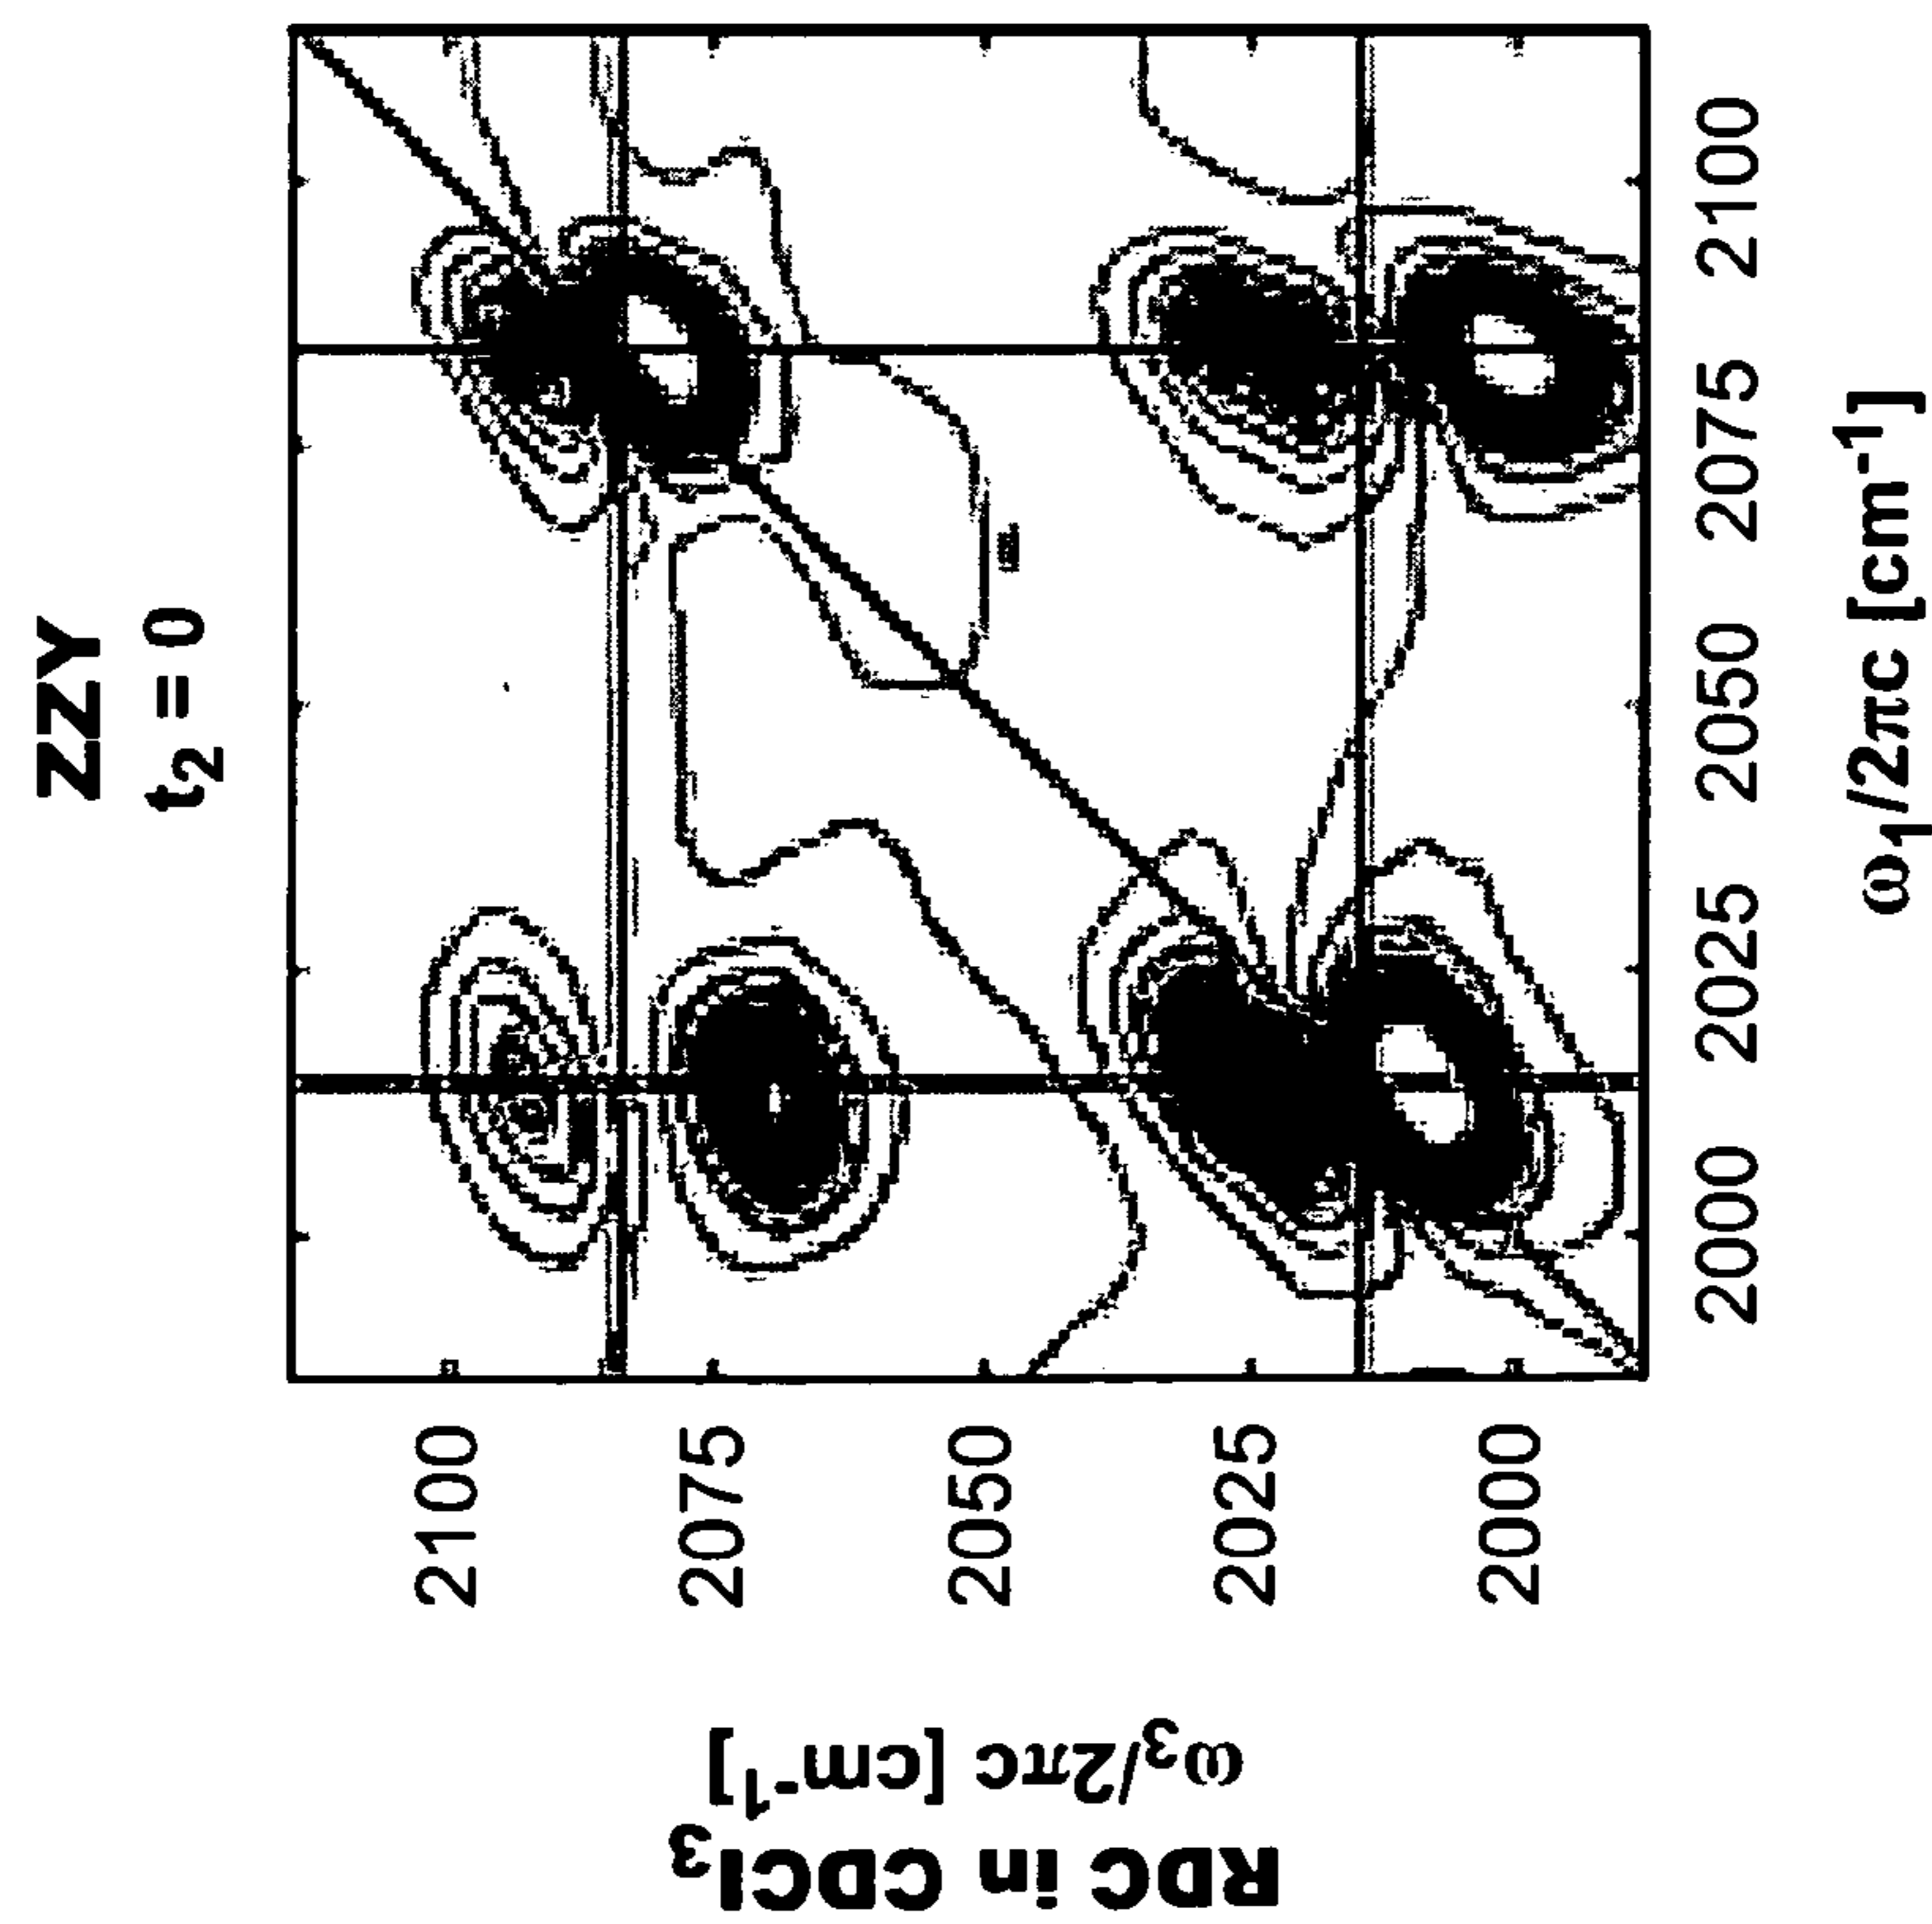 ZZY
t₂ = 0
RDC in CDCl₃
ω₃/2πc [cm⁻¹]
2100
2075
2050
2025
2000
2000 2025 2050 2075 2100
ω₁/2πc [cm⁻¹]